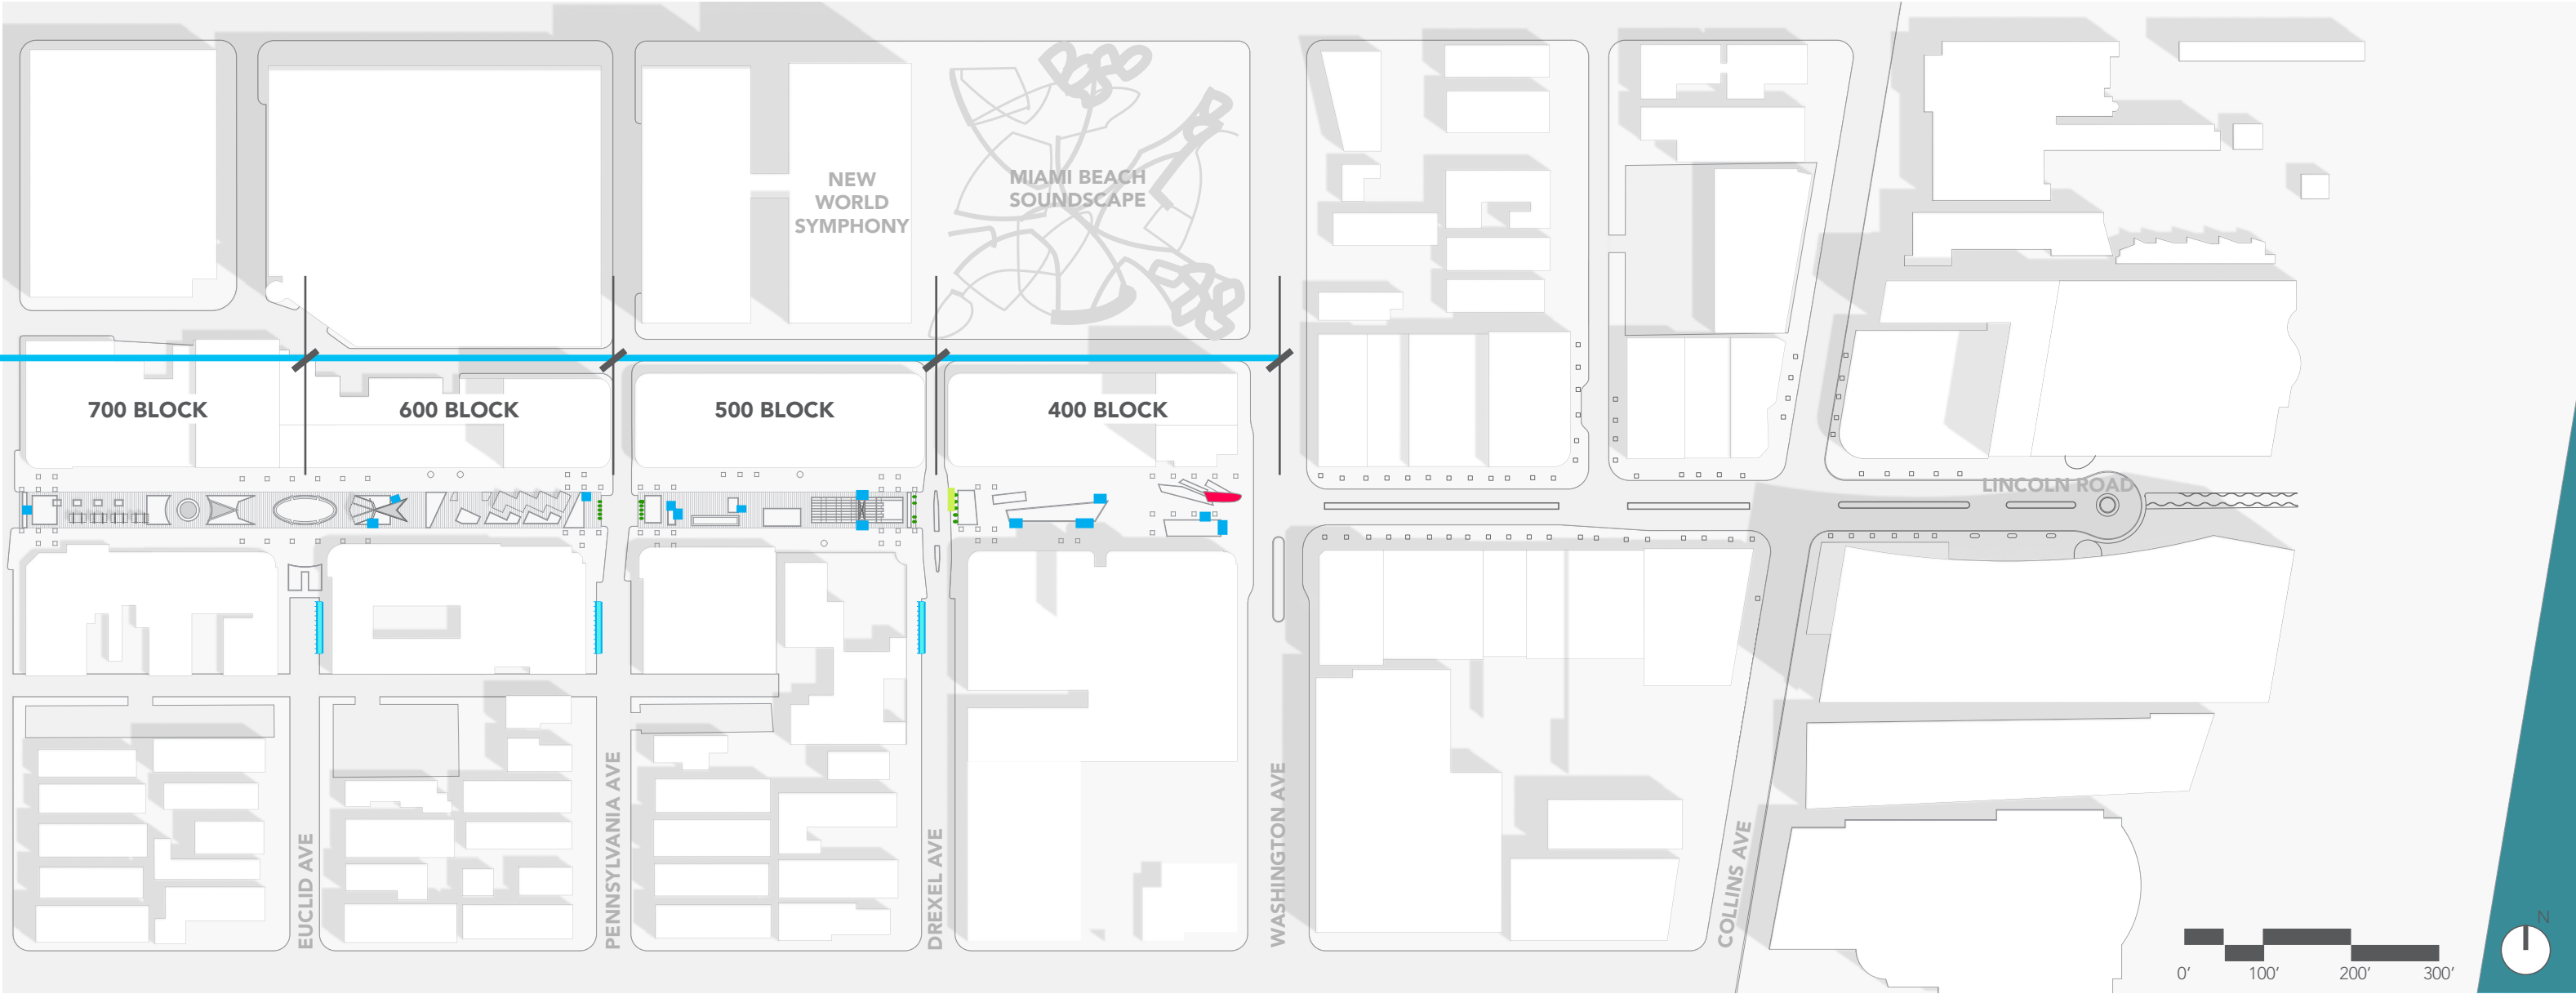 NEW
WORLD
SYMPHONY
MIAMI BEACH
SOUNDSCAPE
700 BLOCK
600 BLOCK
500 BLOCK
400 BLOCK
LINCOLN ROAD
EUCLID AVE
PENNSYLVANIA AVE
DREXEL AVE
WASHINGTON AVE
COLLINS AVE
N
0' 100' 200' 300'